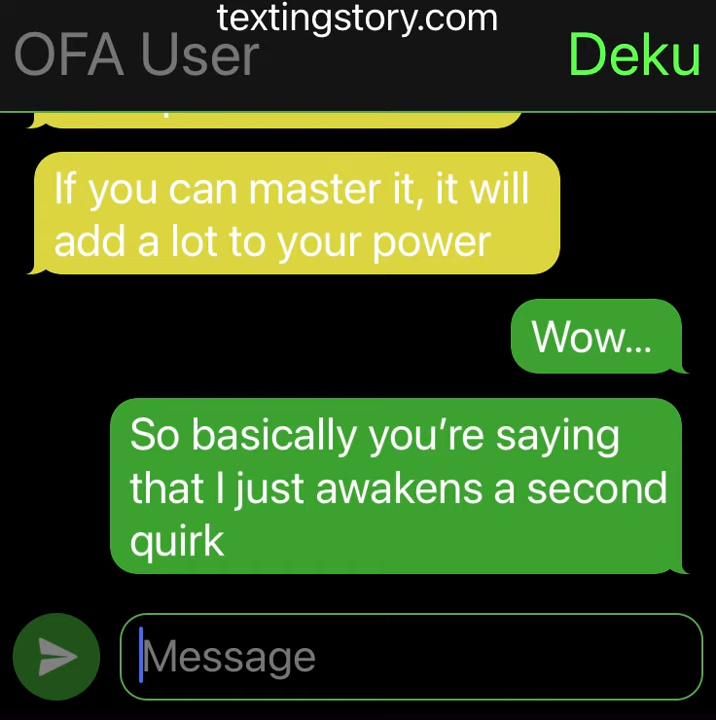 textingstory.com
OFA User
Deku
If you can master it, it will
add a lot to your power
Wow...
So basically you’re saying
that I just awakens a second
quirk
Message